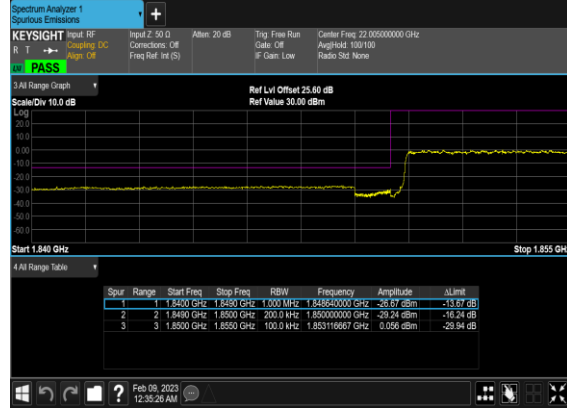 Spectrum Analyzer 1
Spurious Emissions
+
KEYSIGHT Input: RF Input Z: 50 Ω Atten: 20 dB Trig: Free Run Center Freq: 22.005000000 GHz
R T Coupling: DC Corrections: Off Gate: Off Avg|Hold: 100/100
Align: Off Freq Ref: Int (S) IF Gain: Low Radio Std: None
PASS
3 All Range Graph
Ref Lvl Offset 25.60 dB
Scale/Div 10.0 dB Ref Value 30.00 dBm
Log
20.0
10.0
0.00
-10.0
-20.0
-30.0
-40.0
-50.0
-60.0
Start 1.840 GHz Stop 1.855 GH
4 All Range Table
Spur Range Start Freq Stop Freq RBW Frequency Amplitude ΔLimit
1 1 1.8400 GHz 1.8490 GHz 1.000 MHz 1.848640000 GHz -26.67 dBm -13.67 dB
2 2 1.8490 GHz 1.8500 GHz 200.0 kHz 1.850000000 GHz -29.24 dBm -16.24 dB
3 3 1.8500 GHz 1.8550 GHz 100.0 kHz 1.853116667 GHz 0.056 dBm -29.94 dB
? Feb 09, 2023
12:35:26 AM